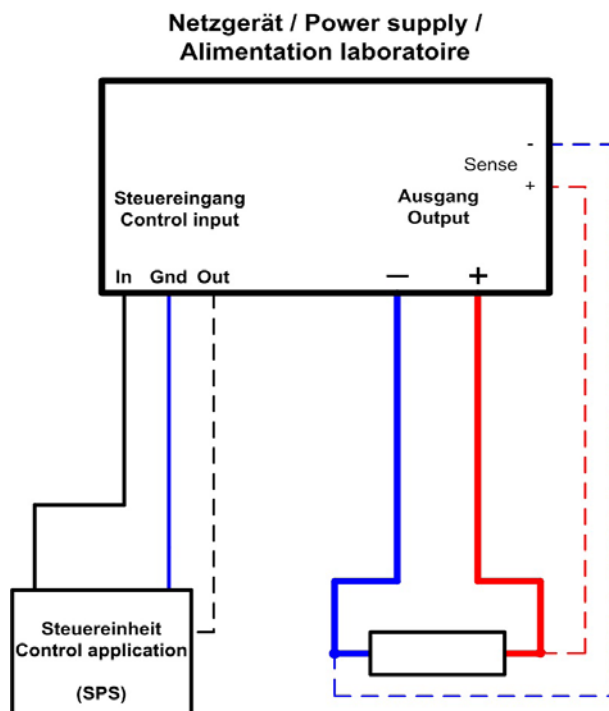 Netzgerät / Power supply /
Alimentation laboratoire
-
Sense
+
Steuereingang
Control input
Ausgang
Output
In Gnd Out
— +
Steuereinheit
Control application
(SPS)